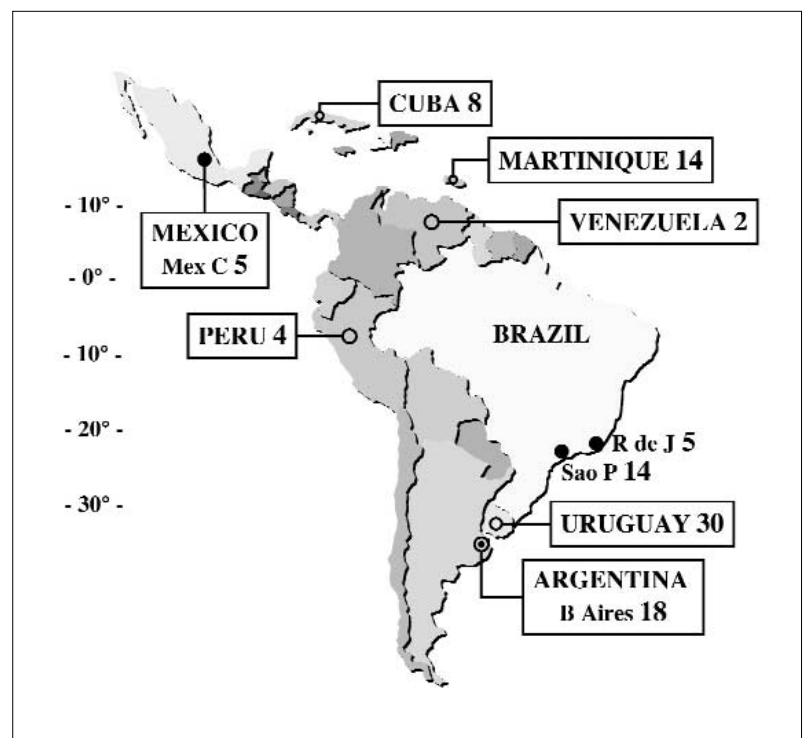 CUBA 8
MARTINIQUE 14
- 10° -
VENEZUELA 2
MEXICO
Mex C 5
- 0° -
PERU 4
BRAZIL
- 10° -
- 20° -
R de J 5
Sao P 14
- 30° -
URUGUAY 30
ARGENTINA
B Aires 18